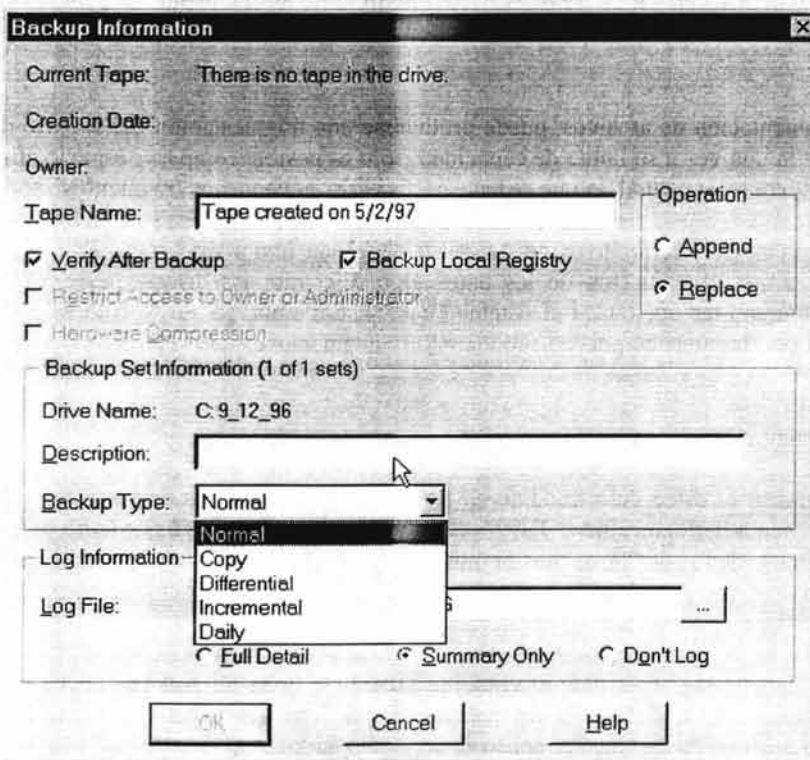 Backup Information
Current Tape: There is no tape in the drive.
Creation Date:
Owner:
Tape Name: Tape created on 5/2/97
Operation
Append
Replace
Verify After Backup Backup Local Registry
Restrict Access to Owner or Administrator
Hardware Compression
Backup Set Information (1 of 1 sets)
Drive Name: C: 9_12_96
Description:
Backup Type: Normal
Normal
Copy
Differential
Incremental
Daily
Log Information
Log File: ...
Full Detail Summary Only Don't Log
OK Cancel Help